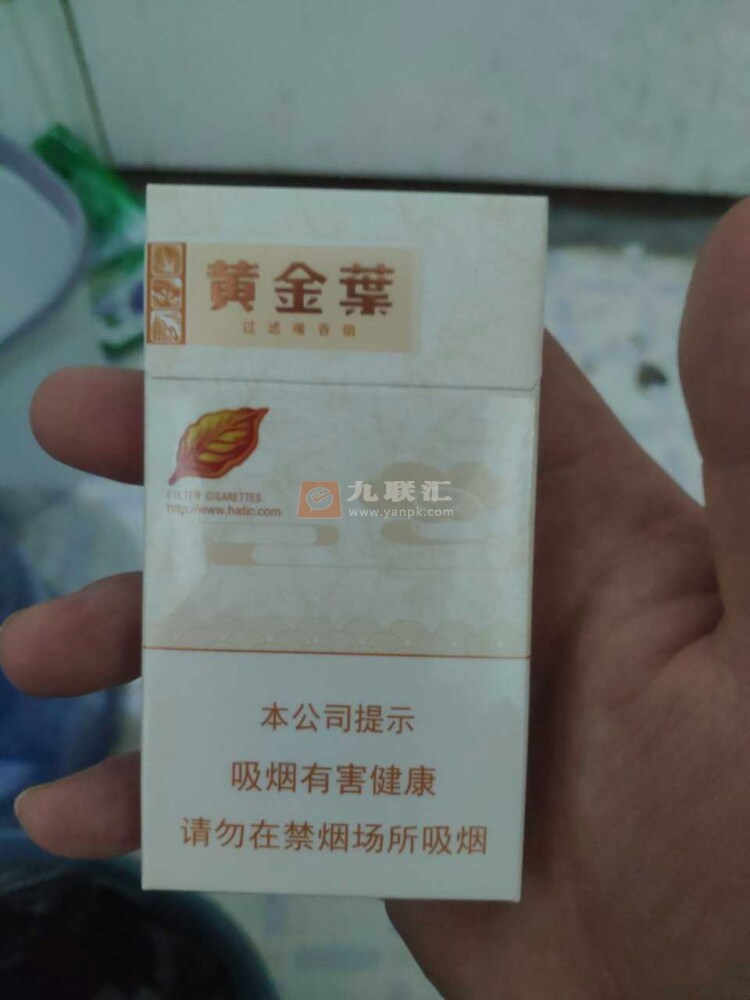 黄金葉
过滤嘴香烟
FILTER CIGARETTES
http://www.hatic.com
九联汇
www.yanpk.com
本公司提示
吸烟有害健康
请勿在禁烟场所吸烟